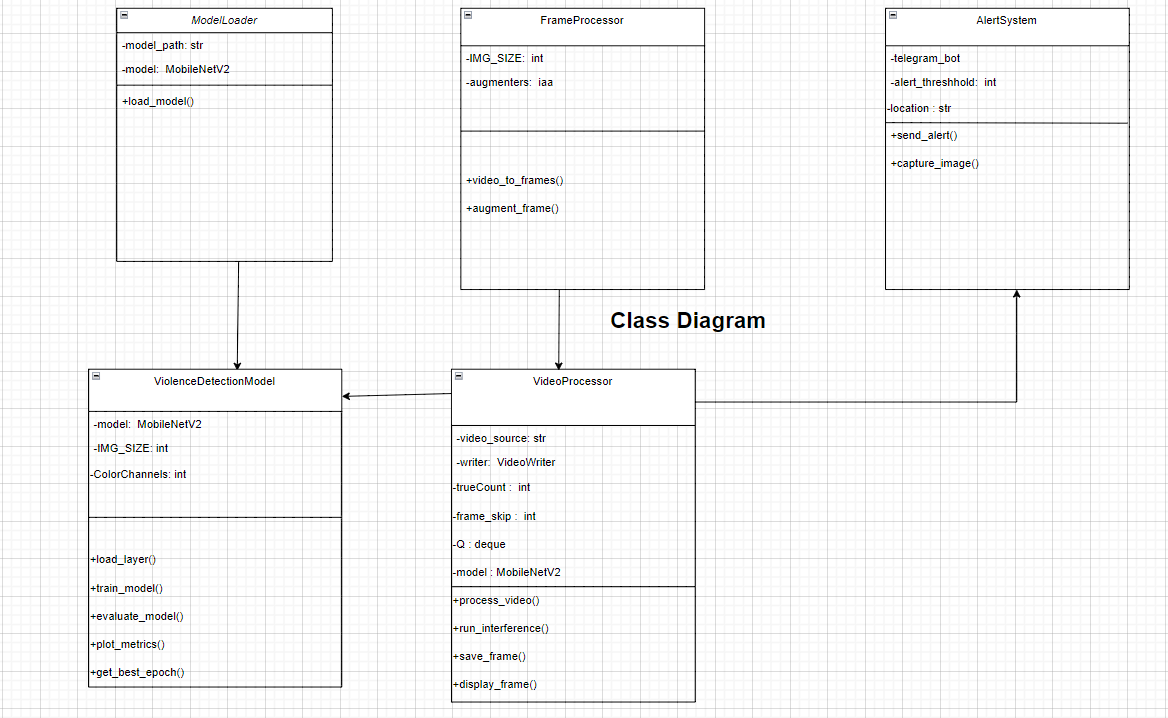 ModelLoader
-model_path: str
-model:  MobileNetV2
+load_model()
FrameProcessor
-IMG_SIZE:  int
-augmenters:  iaa
+video_to_frames()
+augment_frame()
AlertSystem
-telegram_bot
-alert_threshhold:  int
-location : str
+send_alert()
+capture_image()
Class Diagram
ViolenceDetectionModel
-model:  MobileNetV2
-IMG_SIZE: int
-ColorChannels: int
+load_layer()
+train_model()
+evaluate_model()
+plot_metrics()
+get_best_epoch()
VideoProcessor
-video_source: str
-writer:  VideoWriter
-trueCount :  int
-frame_skip :  int
-Q : deque
-model : MobileNetV2
+process_video()
+run_interference()
+save_frame()
+display_frame()